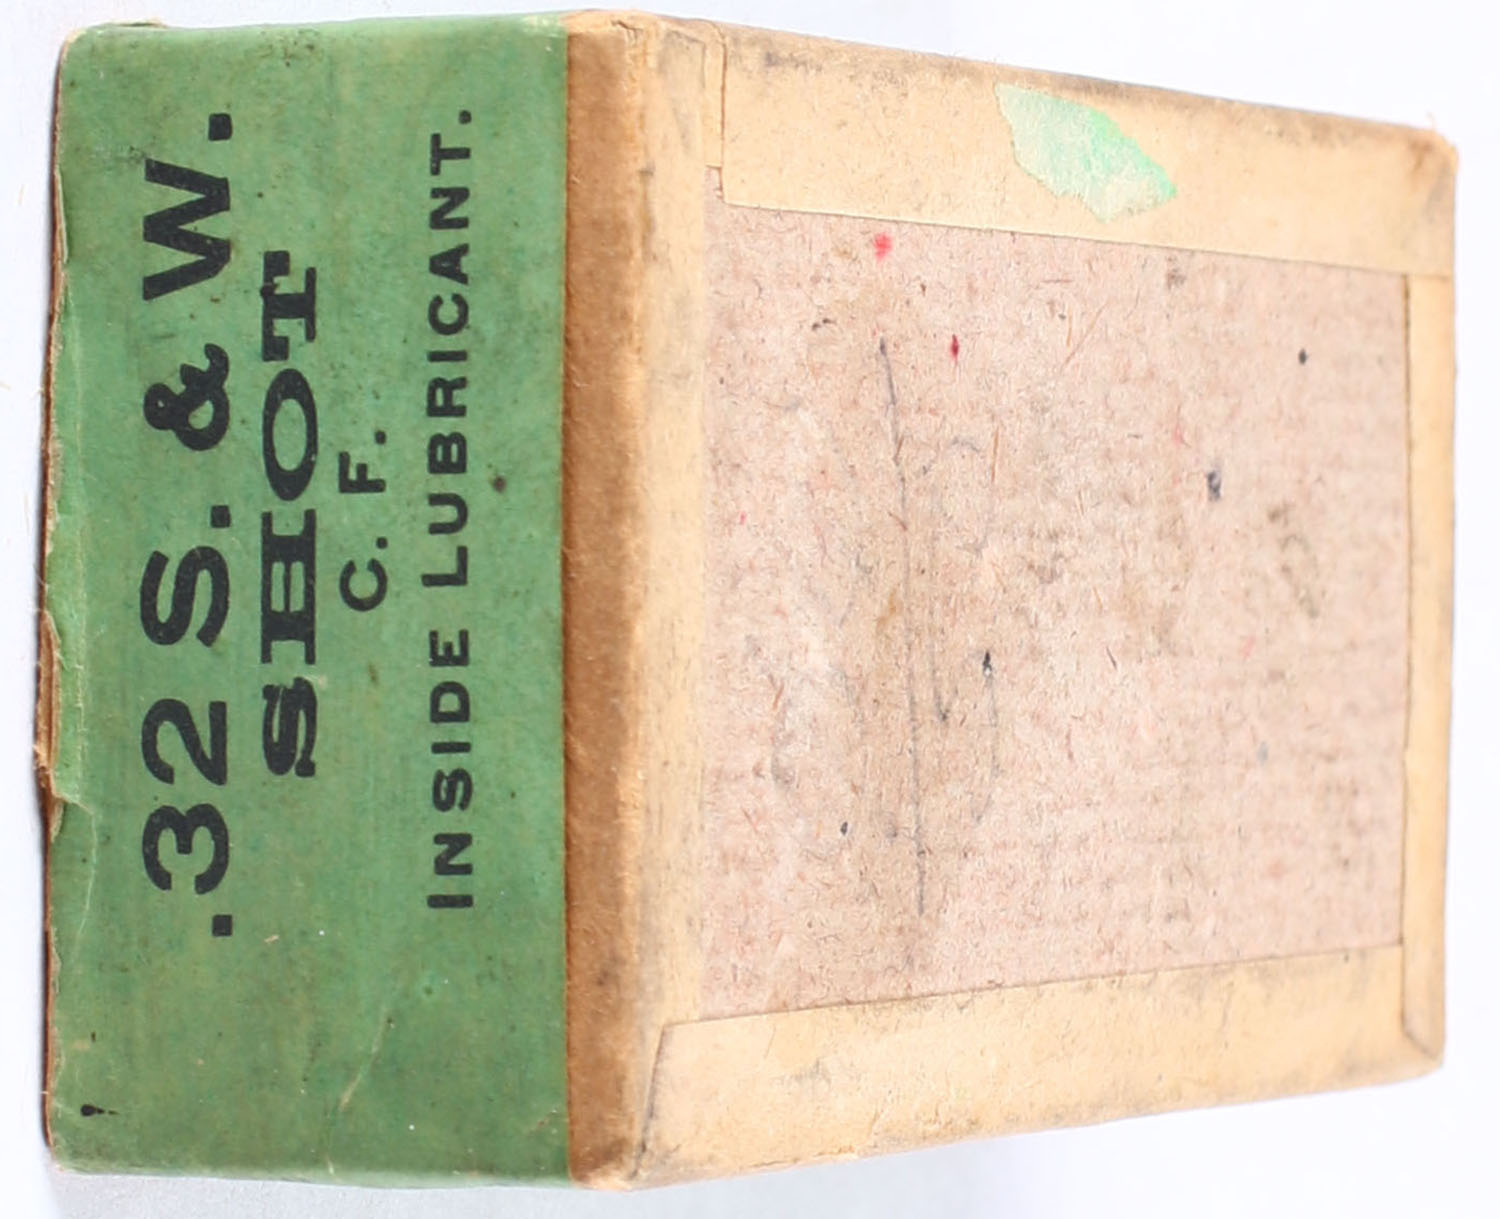 .32 S. & W.
SHOT
C. F.
INSIDE LUBRICANT.